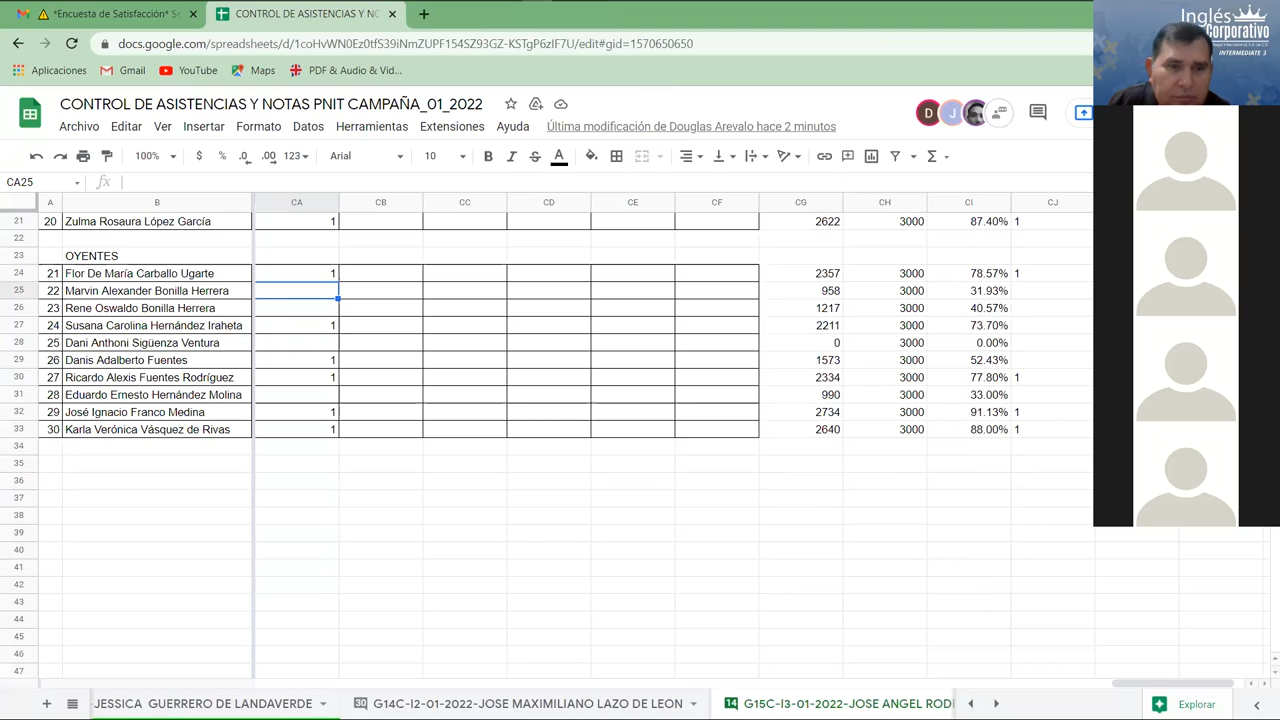 *Encuesta de Satisfacción* Se
CONTROL DE ASISTENCIAS Y NO
docs.google.com/spreadsheets/d/1coHvWN0Ez0tfS39iNmZUPF154SZ93GZ-KSTgP6zIF7U/edit#gid=1570650650
Aplicaciones Gmail YouTube Maps PDF & Audio & Vid...
CONTROL DE ASISTENCIAS Y NOTAS PNIT CAMPAÑA_01_2022
Archivo Editar Ver Insertar Formato Datos Herramientas Extensiones Ayuda Última modificación de Douglas Arevalo hace 2 minutos
D J
100% $ % .0 .00 123 Arial 10 B I S A
CA25 fx
A B CA CB CC CD CE CF CG CH CI CJ
21 20 Zulma Rosaura López García 1 2622 3000 87.40% 1
22
23 OYENTES
24 21 Flor De María Carballo Ugarte 1 2357 3000 78.57% 1
25 22 Marvin Alexander Bonilla Herrera 958 3000 31.93%
26 23 Rene Oswaldo Bonilla Herrera 1217 3000 40.57%
27 24 Susana Carolina Hernández Iraheta 1 2211 3000 73.70%
28 25 Dani Anthoni Sigüenza Ventura 0 3000 0.00%
29 26 Danis Adalberto Fuentes 1 1573 3000 52.43%
30 27 Ricardo Alexis Fuentes Rodríguez 1 2334 3000 77.80% 1
31 28 Eduardo Ernesto Hernández Molina 990 3000 33.00%
32 29 José Ignacio Franco Medina 1 2734 3000 91.13% 1
33 30 Karla Verónica Vásquez de Rivas 1 2640 3000 88.00% 1
34
35
36
37
38
39
40
41
42
43
44
45
46
47
JESSICA GUERRERO DE LANDAVERDE 30 G14C-I2-01-2022-JOSE MAXIMILIANO LAZO DE LEON 14 G15C-I3-01-2022-JOSE ANGEL RODI
Explorar
Inglés
Corporativo
INTERMEDIATE 3